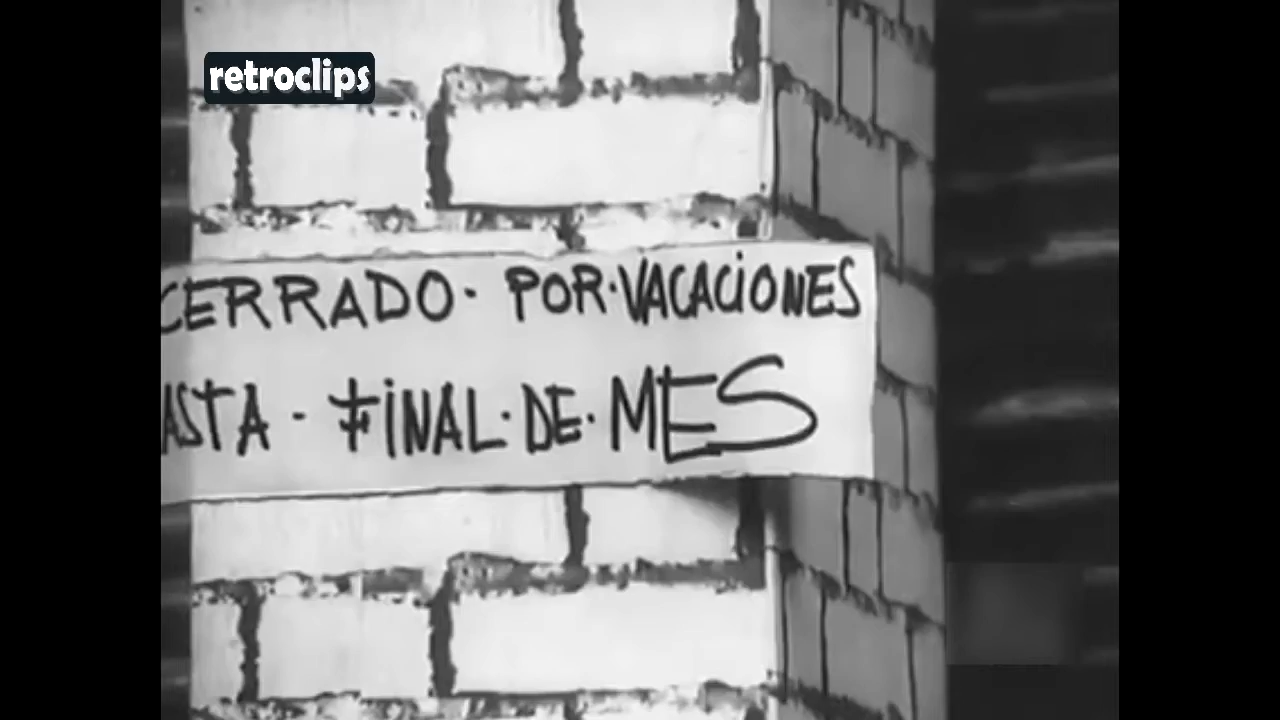 retroclips
CERRADO · POR · VACACiONES
ASTA - FiNAL · DE · MES